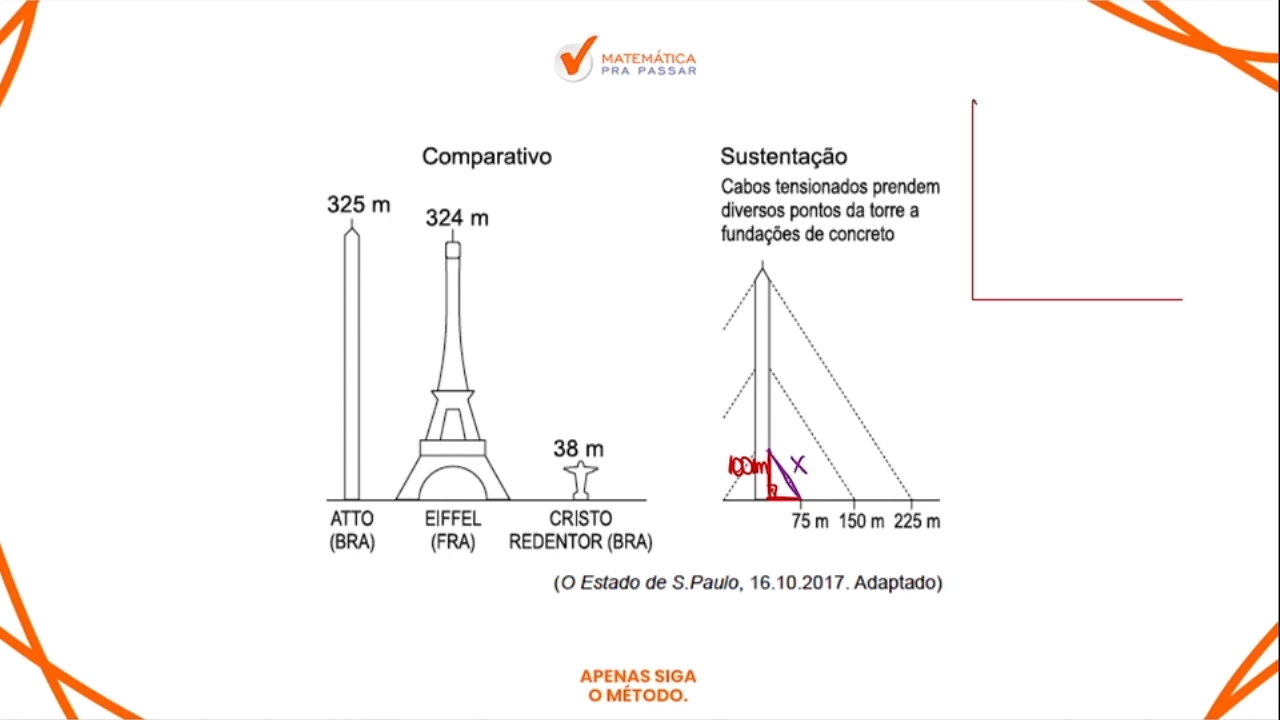 MATEMÁTICA
PRA PASSAR
Comparativo
325 m
324 m
38 m
ATTO
(BRA)
EIFFEL
(FRA)
CRISTO
REDENTOR (BRA)
Sustentação
Cabos tensionados prendem
diversos pontos da torre a
fundações de concreto
100m
X
75 m 150 m 225 m
(O Estado de S.Paulo, 16.10.2017. Adaptado)
APENAS SIGA
O MÉTODO.